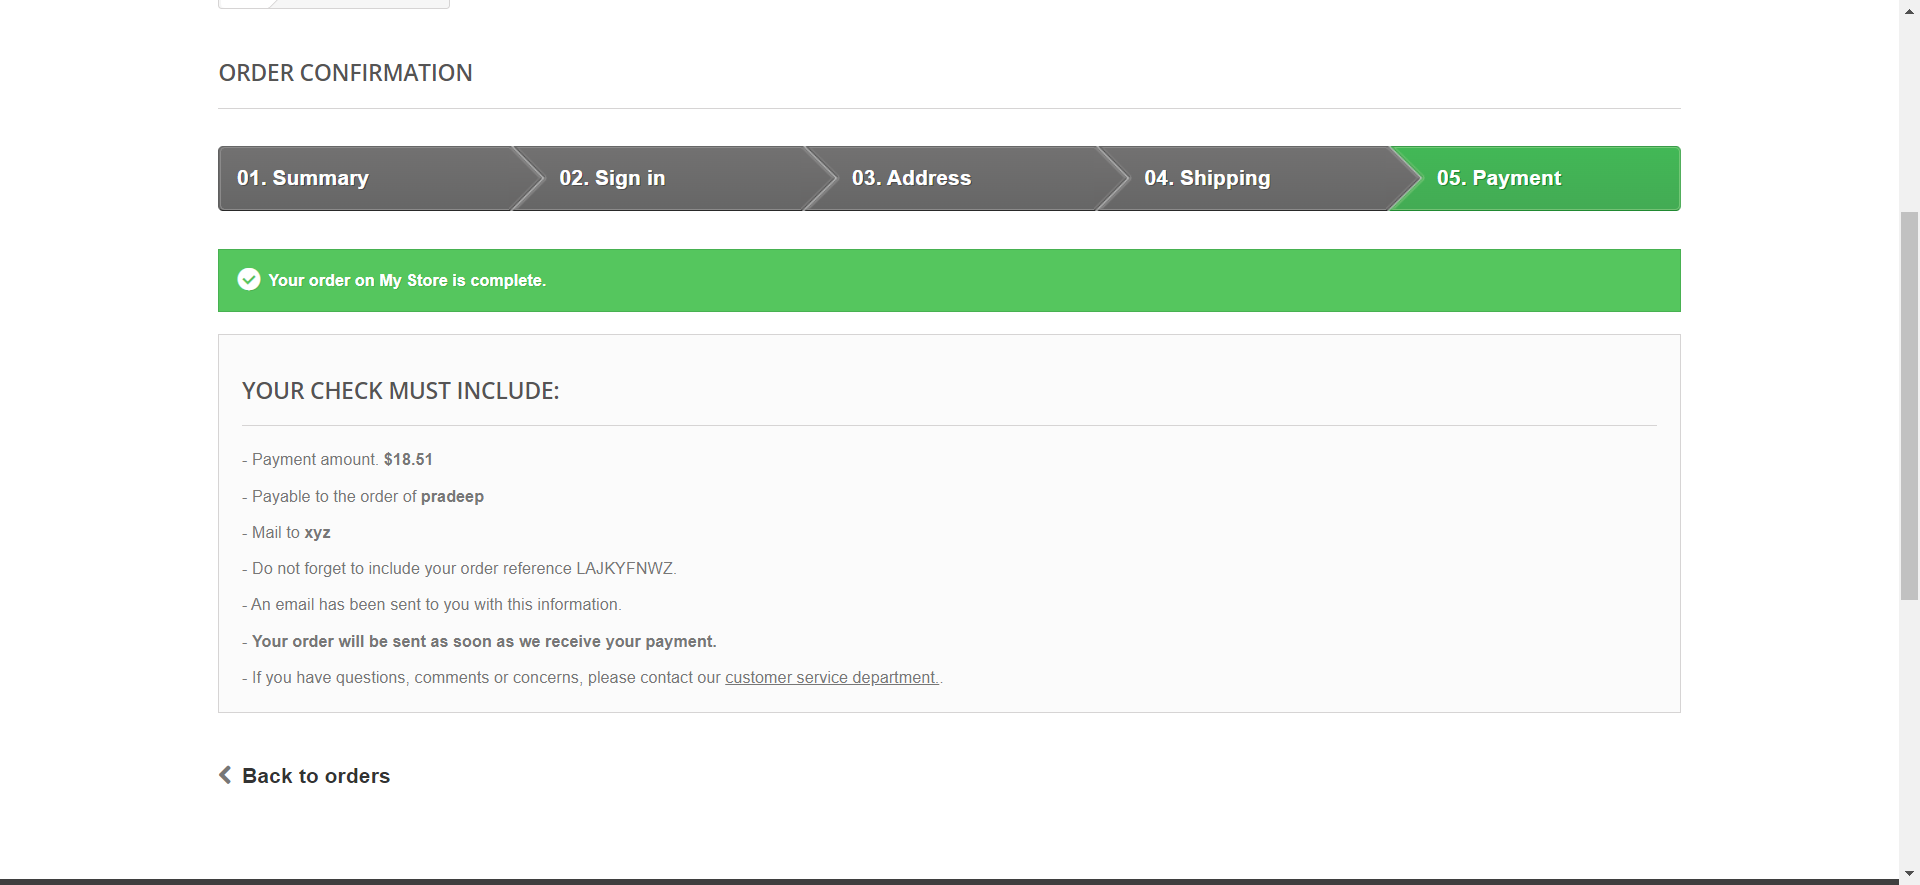 ORDER CONFIRMATION
01. Summary
02. Sign in
03. Address
04. Shipping
05. Payment
Your order on My Store is complete.
YOUR CHECK MUST INCLUDE:
- Payment amount. $18.51
- Payable to the order of pradeep
- Mail to xyz
- Do not forget to include your order reference LAJKYFNWZ.
- An email has been sent to you with this information.
- Your order will be sent as soon as we receive your payment.
- If you have questions, comments or concerns, please contact our customer service department..
Back to orders